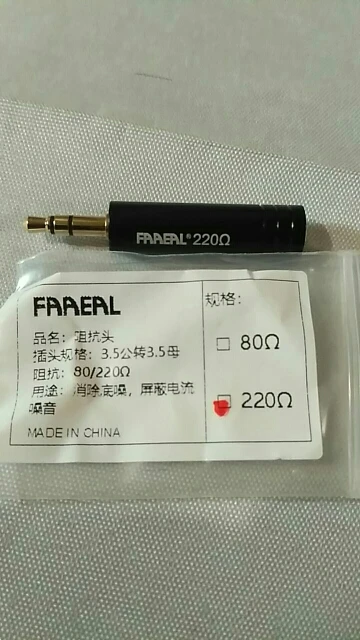 FAAEAL® 220Ω
FAAEAL
品名：阻抗头
插头规格：3.5公转3.5母
阻抗：80/220Ω
用途：消除底噪，屏蔽电流
噪音
MADE IN CHINA
规格：
80Ω
220Ω